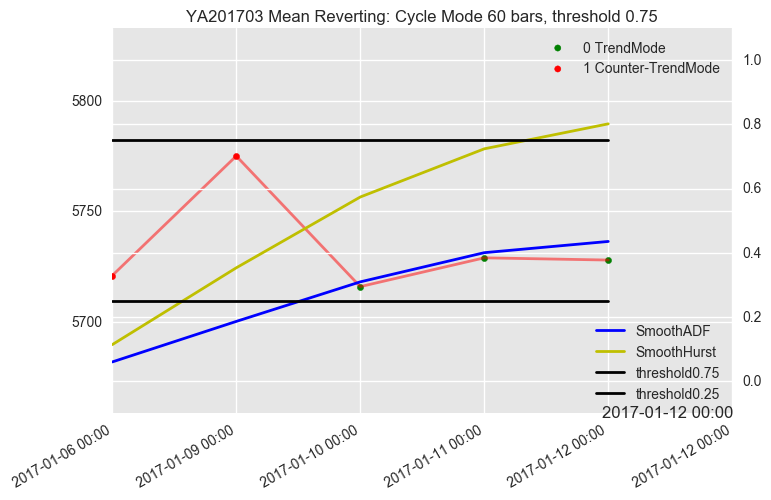 YA201703 Mean Reverting: Cycle Mode 60 bars, threshold 0.75
0 TrendMode
1 Counter-TrendMode
5800
5750
5700
1.0
0.8
0.6
0.4
0.2
0.0
SmoothADF
SmoothHurst
threshold0.75
threshold0.25
2017-01-12 00:00
2017-01-06 00:00
2017-01-09 00:00
2017-01-10 00:00
2017-01-11 00:00
2017-01-12 00:00
2017-01-12 00:00